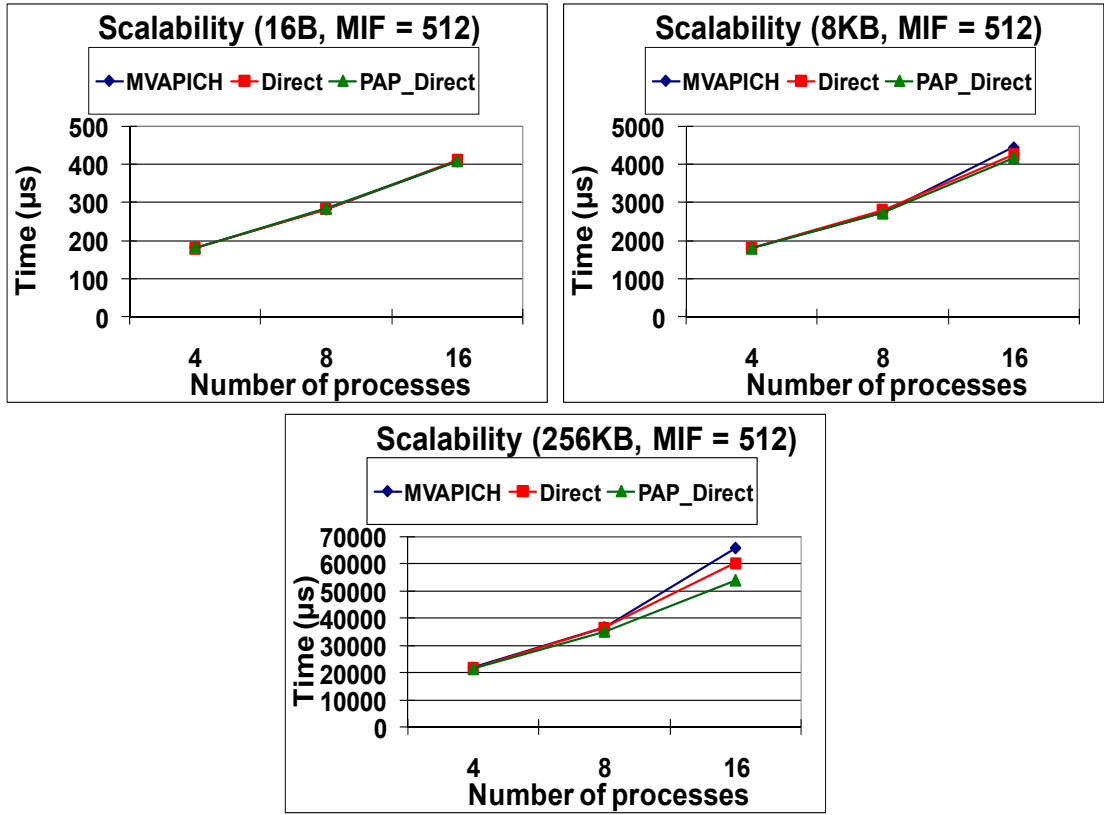 Scalability (16B, MIF = 512)
MVAPICH Direct PAP_Direct
500
400
300
200
100
0
Time (µs)
4 8 16
Number of processes
Scalability (8KB, MIF = 512)
MVAPICH Direct PAP_Direct
5000
4000
3000
2000
1000
0
Time (µs)
4 8 16
Number of processes
Scalability (256KB, MIF = 512)
MVAPICH Direct PAP_Direct
70000
60000
50000
40000
30000
20000
10000
0
Time (µs)
4 8 16
Number of processes